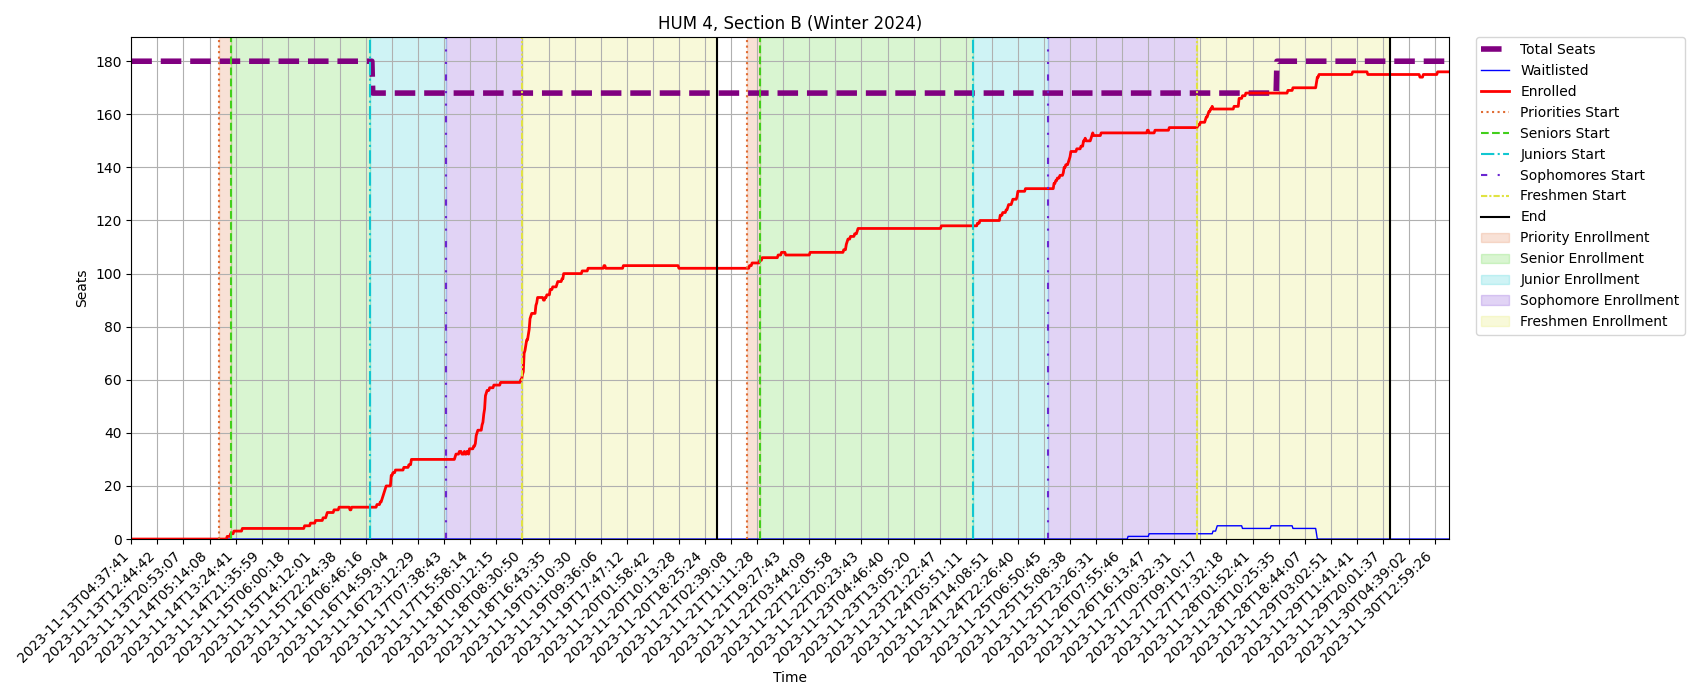 HUM 4, Section B (Winter 2024)
Seats
180
160
140
120
100
80
60
40
20
0
2023-11-13T04:37:41
2023-11-13T12:44:42
2023-11-13T20:53:07
2023-11-14T05:14:08
2023-11-14T13:24:41
2023-11-14T21:35:59
2023-11-15T06:00:18
2023-11-15T14:12:01
2023-11-15T22:24:38
2023-11-16T06:46:16
2023-11-16T14:59:04
2023-11-16T23:12:29
2023-11-17T07:38:43
2023-11-17T15:58:14
2023-11-18T00:12:15
2023-11-18T08:30:50
2023-11-18T16:43:35
2023-11-19T01:10:30
2023-11-19T09:36:06
2023-11-19T17:47:12
2023-11-20T01:58:42
2023-11-20T10:13:28
2023-11-20T18:25:24
2023-11-21T02:39:08
2023-11-21T11:11:28
2023-11-21T19:27:43
2023-11-22T03:44:09
2023-11-22T12:05:58
2023-11-22T20:23:43
2023-11-23T04:46:40
2023-11-23T13:05:20
2023-11-23T21:22:47
2023-11-24T05:51:11
2023-11-24T14:08:51
2023-11-24T22:26:40
2023-11-25T06:50:45
2023-11-25T15:08:38
2023-11-25T23:26:31
2023-11-26T07:55:46
2023-11-26T16:13:47
2023-11-27T00:32:31
2023-11-27T09:10:17
2023-11-27T17:32:18
2023-11-28T01:52:41
2023-11-28T10:25:35
2023-11-28T18:44:07
2023-11-29T03:02:51
2023-11-29T11:41:41
2023-11-29T20:01:37
2023-11-30T04:39:02
2023-11-30T12:59:26
Time
Total Seats
Waitlisted
Enrolled
Priorities Start
Seniors Start
Juniors Start
Sophomores Start
Freshmen Start
End
Priority Enrollment
Senior Enrollment
Junior Enrollment
Sophomore Enrollment
Freshmen Enrollment